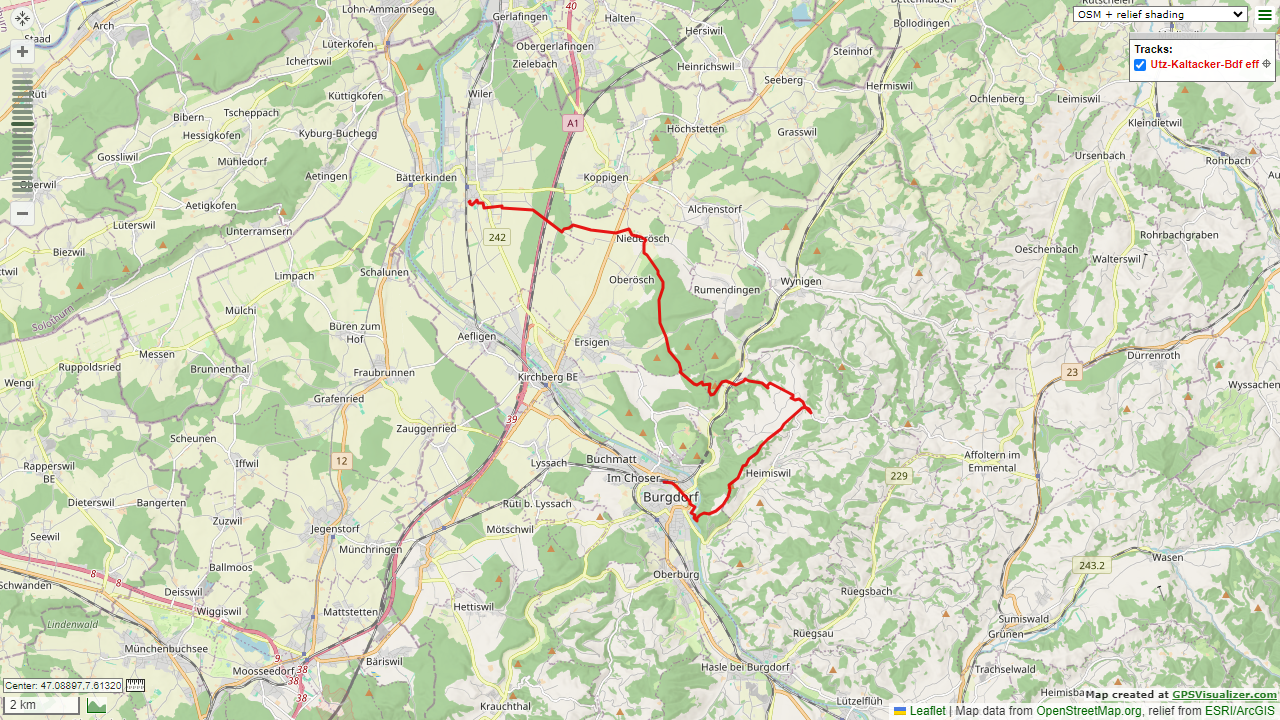 Lohn-Ammannsegg
Gerlafingen
40
Halten
Arch
Staad
Hersiwil
Bollodingen
OSM + relief shading
Lüterkofen
Obergerlafingen
Steinhof
Tracks:
Ichertswil
Zielebach
Heinrichswil
Seeberg
Hermiswil
Utz-Kaltacker-Bdf eff
Rüti
Küttigkofen
Wiler
Ochlenberg
Leimiswil
Tscheppach
Bibern
A1
Höchstetten
Grasswil
Kleindietwil
Hessigkofen
Kyburg-Buchegg
Gossliwil
Mühledorf
Ursenbach
Rohrbach
Oberwil
Aetingen
Bätterkinden
Koppigen
Aetigkofen
Alchenstorf
Lüterswil
Unterramsern
242
Niederösch
Rohrbachgraben
Biezwil
Oeschenbach
Walterswil
Limpach
Schalunen
Oberösch
Rumendingen
Wynigen
Solothurn
Mülchi
Büren zum
Hof
Aefligen
Ersigen
Messen
Ruppoldsried
Brunnenthal
Fraubrunnen
Kirchberg BE
Dürrenroth
23
Wengi
Wyssachen
Grafenried
39
Zauggenried
Scheunen
12
Buchmatt
Affoltern im
Emmental
Rapperswil
BE
Iffwil
Lyssach
Im Choser
Heimiswil
229
Dieterswil
Bangerten
Rüti b. Lyssach
Burgdorf
Zuzwil
Jegenstorf
Mötschwil
Seewil
Münchringen
Ballmoos
8
8
Oberburg
243.2
Wasen
Schwanden
Deisswil
Rüegsbach
Wiggiswil
Mattstetten
Hettiswil
Sumiswald
Lindenwald
Grünen
Rüegsau
Münchenbuchsee
9
Bäriswil
Moosseedorf
38
Hasle bei Burgdorf
Trachselwald
Center: 47.08897,7.61320
38
Krauchthal
Lützelflüh
Heimisba
Map created at GPSVisualizer.com
2 km
Leaflet | Map data from OpenStreetMap.org, relief from ESRI/ArcGIS